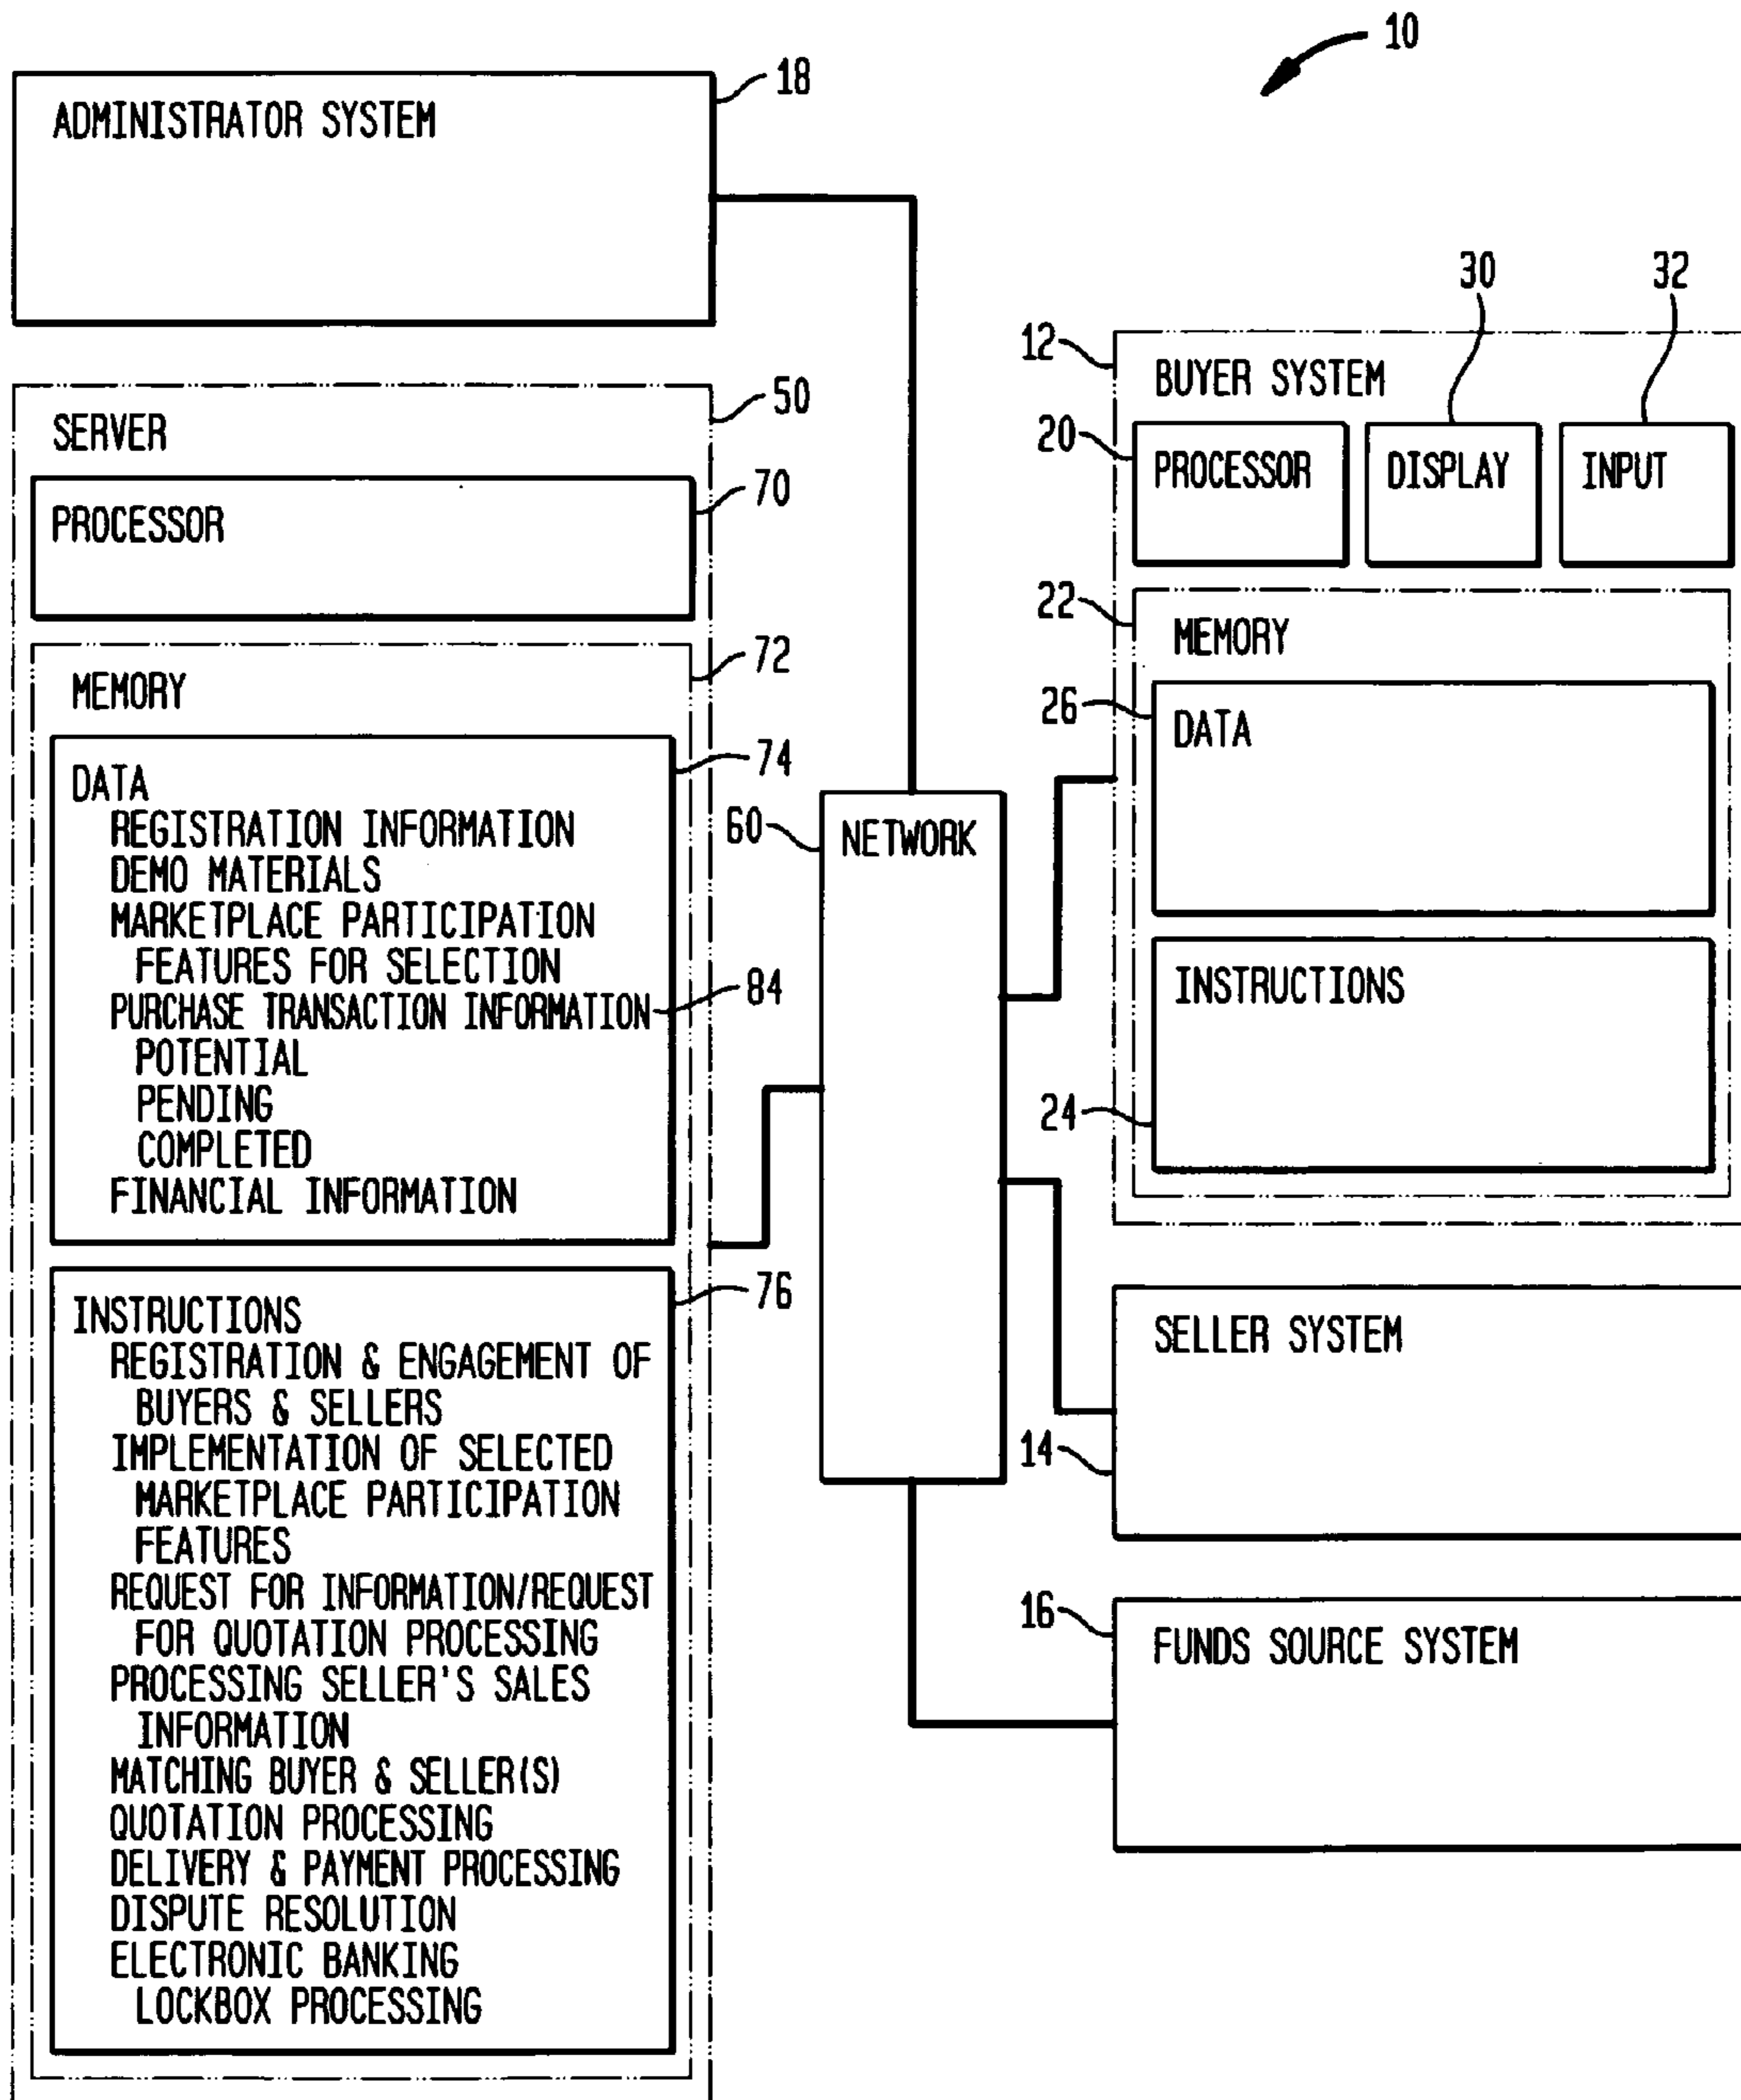 10
18
ADMINISTRATOR SYSTEM
50
SERVER
70
PROCESSOR
72
MEMORY
74
DATA
REGISTRATION INFORMATION
DEMO MATERIALS
MARKETPLACE PARTICIPATION
FEATURES FOR SELECTION
PURCHASE TRANSACTION INFORMATION 84
POTENTIAL
PENDING
COMPLETED
FINANCIAL INFORMATION
76
INSTRUCTIONS
REGISTRATION & ENGAGEMENT OF
BUYERS & SELLERS
IMPLEMENTATION OF SELECTED
MARKETPLACE PARTICIPATION
FEATURES
REQUEST FOR INFORMATION/REQUEST
FOR QUOTATION PROCESSING
PROCESSING SELLER'S SALES
INFORMATION
MATCHING BUYER & SELLER(S)
QUOTATION PROCESSING
DELIVERY & PAYMENT PROCESSING
DISPUTE RESOLUTION
ELECTRONIC BANKING
LOCKBOX PROCESSING
60
NETWORK
30
32
12
BUYER SYSTEM
20
PROCESSOR
DISPLAY
INPUT
22
MEMORY
26
DATA
INSTRUCTIONS
24
SELLER SYSTEM
14
16
FUNDS SOURCE SYSTEM